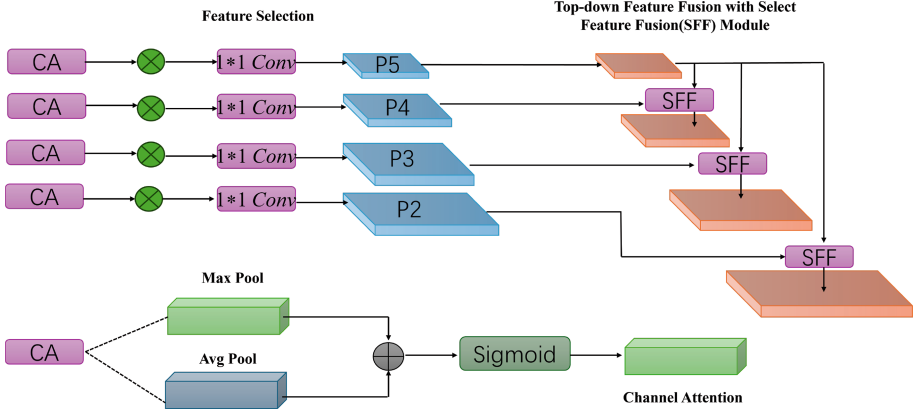 Feature Selection
Top-down Feature Fusion with Select
Feature Fusion(SFF) Module
CA
1*1 Conv
P5
CA
1*1 Conv
P4
SFF
CA
1*1 Conv
P3
SFF
CA
1*1 Conv
P2
SFF
Max Pool
CA
Avg Pool
Sigmoid
Channel Attention